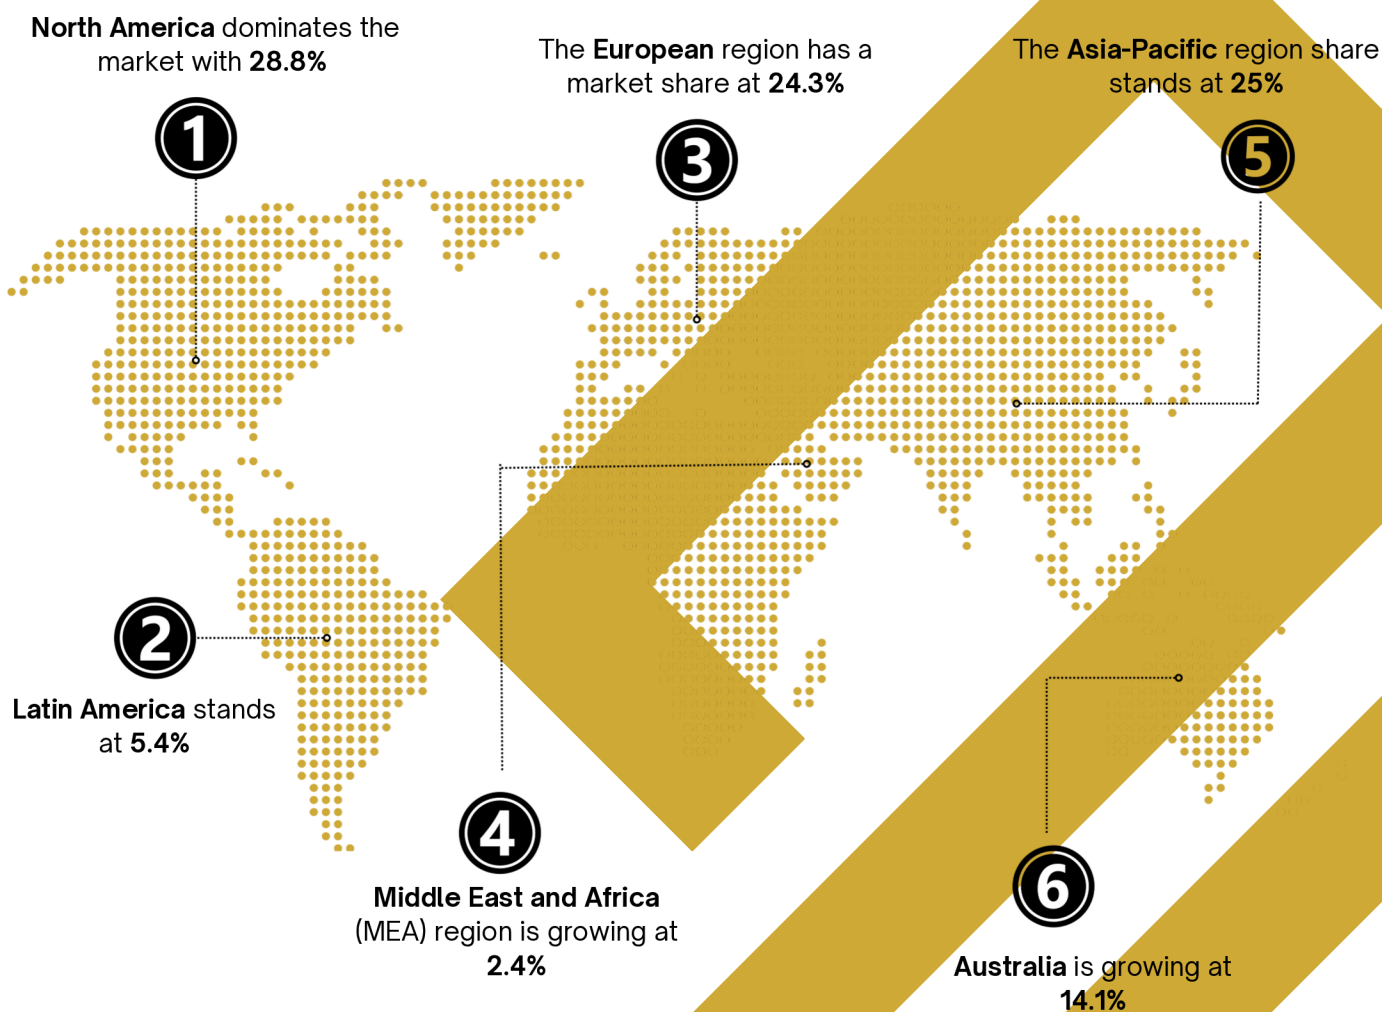 North America dominates the
market with 28.8%
1
The European region has a
market share at 24.3%
3
The Asia-Pacific region share
stands at 25%
5
2
Latin America stands
at 5.4%
4
Middle East and Africa
(MEA) region is growing at
2.4%
6
Australia is growing at
14.1%